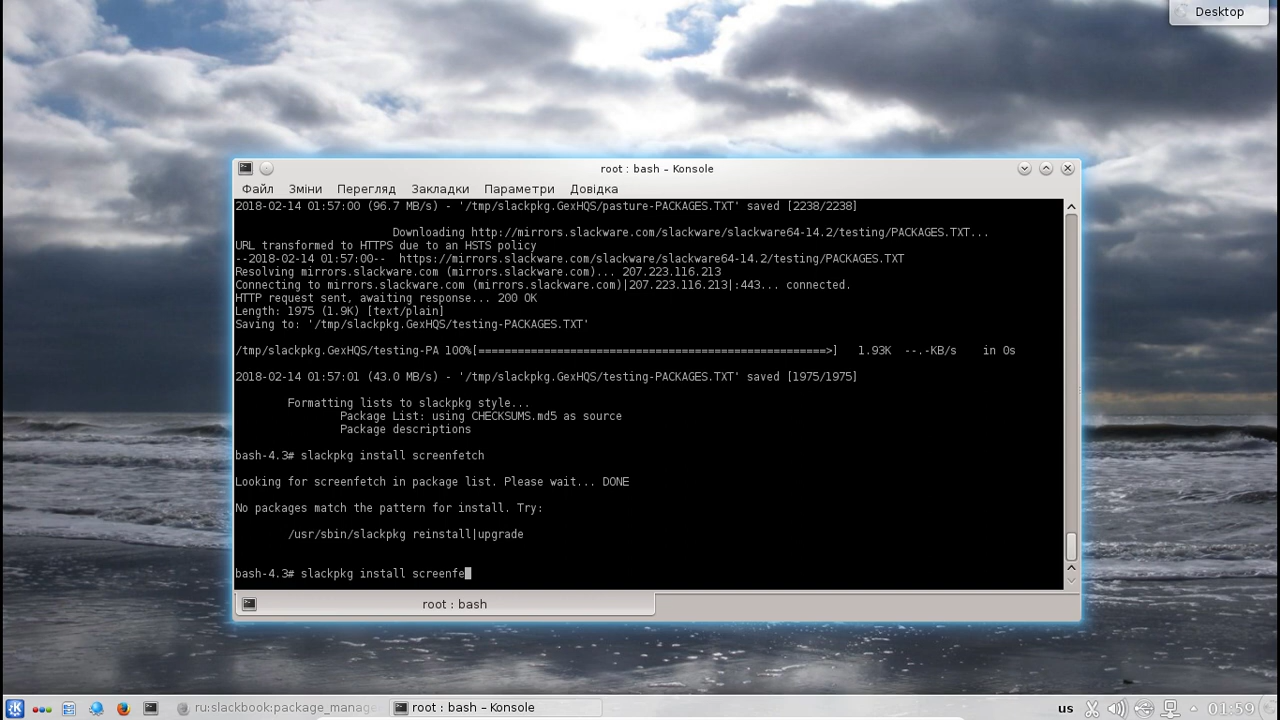 Desktop
root : bash – Konsole
Файл Зміни Перегляд Закладки Параметри Довідка
2018-02-14 01:57:00 (96.7 MB/s) - '/tmp/slackpkg.GexHQS/pasture-PACKAGES.TXT' saved [2238/2238]
Downloading http://mirrors.slackware.com/slackware/slackware64-14.2/testing/PACKAGES.TXT...
URL transformed to HTTPS due to an HSTS policy
--2018-02-14 01:57:00-- https://mirrors.slackware.com/slackware/slackware64-14.2/testing/PACKAGES.TXT
Resolving mirrors.slackware.com (mirrors.slackware.com)... 207.223.116.213
Connecting to mirrors.slackware.com (mirrors.slackware.com)|207.223.116.213|:443... connected.
HTTP request sent, awaiting response... 200 OK
Length: 1975 (1.9K) [text/plain]
Saving to: '/tmp/slackpkg.GexHQS/testing-PACKAGES.TXT'
/tmp/slackpkg.GexHQS/testing-PA 100%[=====================================================>] 1.93K --.-KB/s in 0s
2018-02-14 01:57:01 (43.0 MB/s) - '/tmp/slackpkg.GexHQS/testing-PACKAGES.TXT' saved [1975/1975]
Formatting lists to slackpkg style...
Package List: using CHECKSUMS.md5 as source
Package descriptions
bash-4.3# slackpkg install screenfetch
Looking for screenfetch in package list. Please wait... DONE
No packages match the pattern for install. Try:
/usr/sbin/slackpkg reinstall|upgrade
bash-4.3# slackpkg install screenfe
root : bash
ru:slackbook:package_manage root : bash – Konsole us 01:59